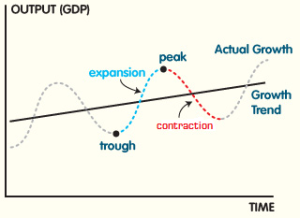 OUTPUT (GDP)
peak
Actual Growth
expansion
Growth
Trend
contraction
trough
TIME